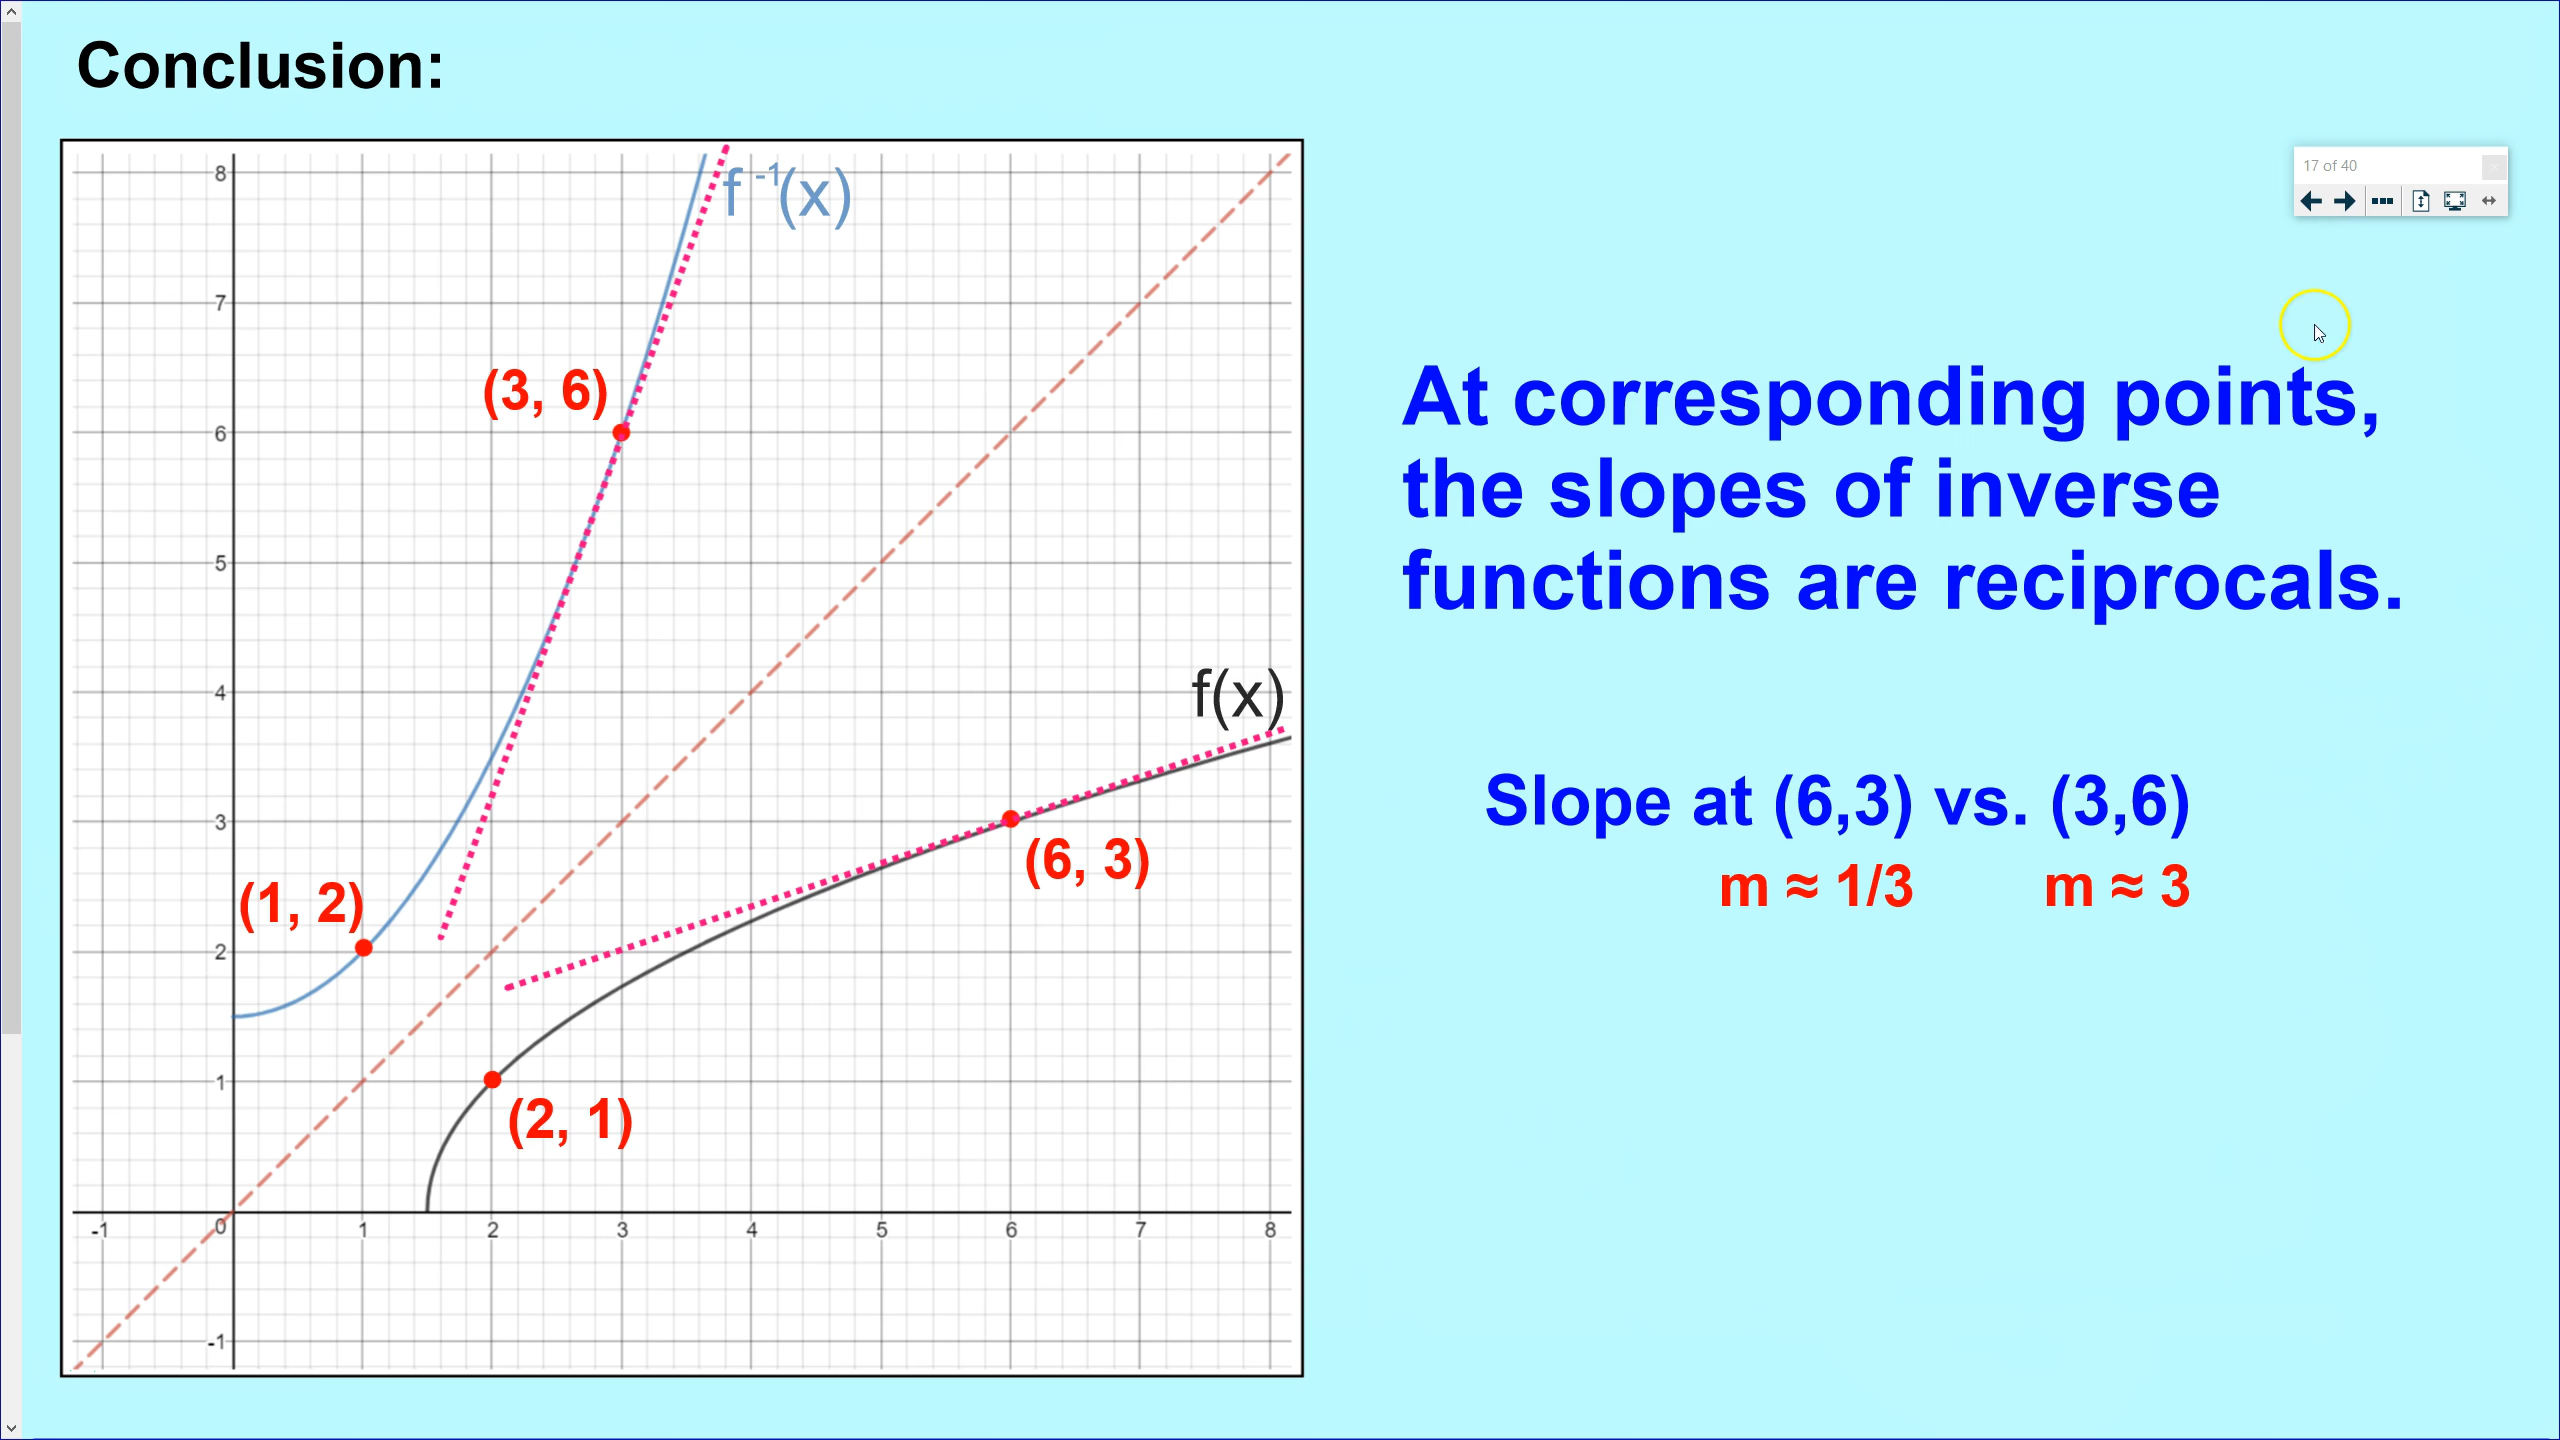 Conclusion:
17 of 40
f -1(x)
8
7
(3, 6)
6
At corresponding points,
the slopes of inverse
functions are reciprocals.
5
4
f(x)
3
(6, 3)
Slope at (6,3) vs. (3,6)
m ≈ 1/3 m ≈ 3
(1, 2)
2
1
(2, 1)
-1 0 1 2 3 4 5 6 7 8
-1